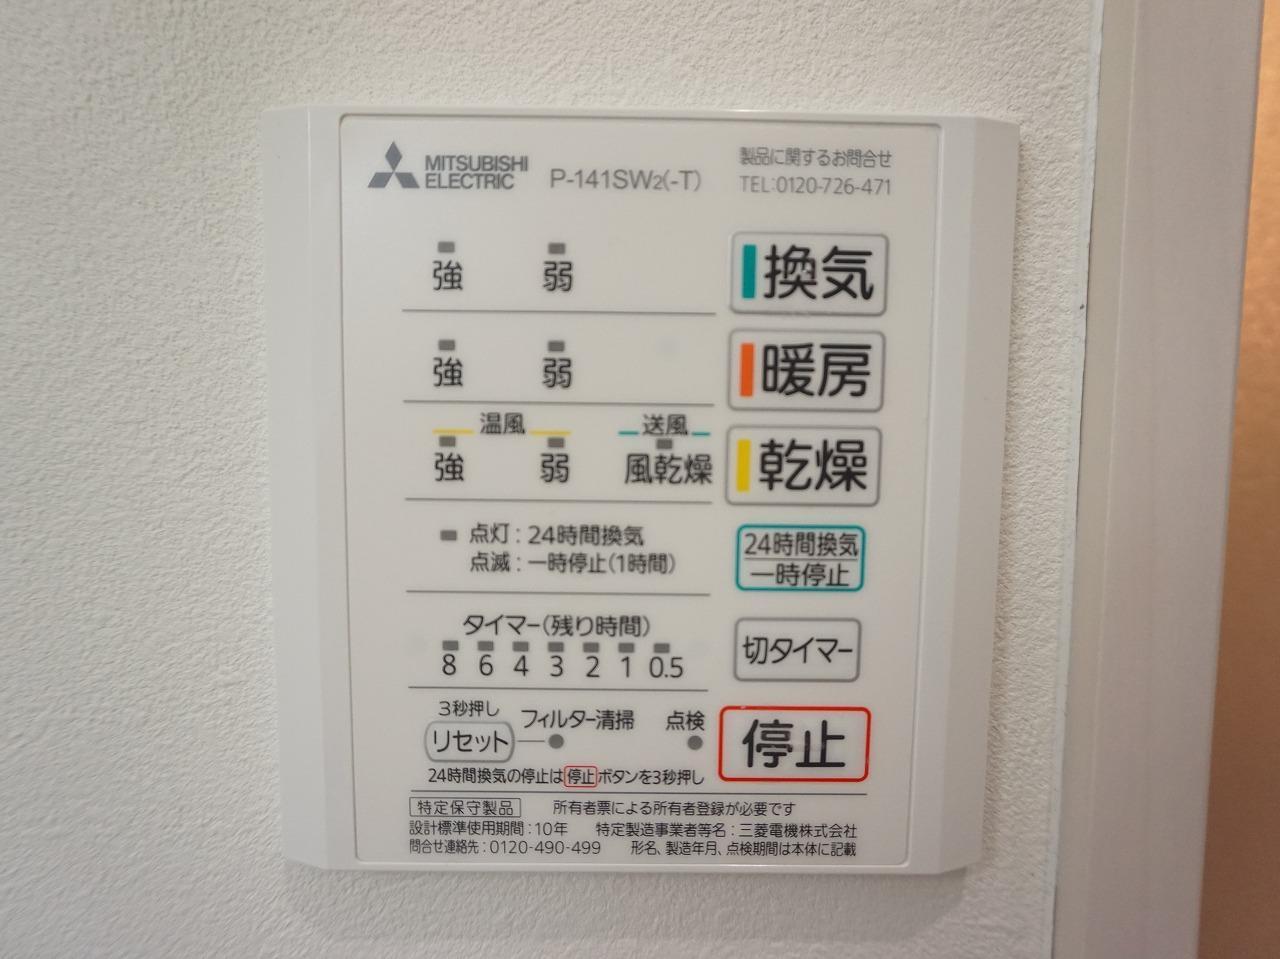 MITSUBISHI
ELECTRIC
P-141SW2(-T)
製品に関するお問合せ
TEL:0120-726-471
強 弱
換気
強 弱
暖房
温風 送風
強 弱 風乾燥
乾燥
点灯：24時間換気
点滅：一時停止(1時間)
24時間換気
一時停止
タイマー(残り時間)
8 6 4 3 2 1 0.5
切タイマー
3秒押し
リセット フィルター清掃 点検
停止
24時間換気の停止は停止ボタンを3秒押し
特定保守製品 所有者票による所有者登録が必要です
設計標準使用期間：10年 特定製造事業者等名：三菱電機株式会社
問合せ連絡先：0120-490-499 形名、製造年月、点検期間は本体に記載